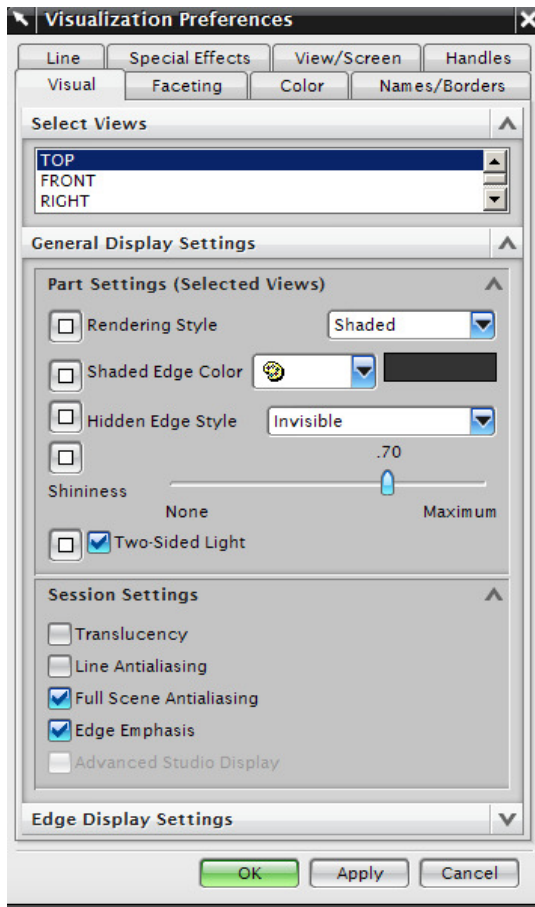 Visualization Preferences
Line Special Effects View/Screen Handles
Visual Faceting Color Names/Borders
Select Views
TOP
FRONT
RIGHT
General Display Settings
Part Settings (Selected Views)
Rendering Style Shaded
Shaded Edge Color
Hidden Edge Style Invisible
.70
Shininess
None Maximum
Two-Sided Light
Session Settings
Translucency
Line Antialiasing
Full Scene Antialiasing
Edge Emphasis
Advanced Studio Display
Edge Display Settings
OK Apply Cancel